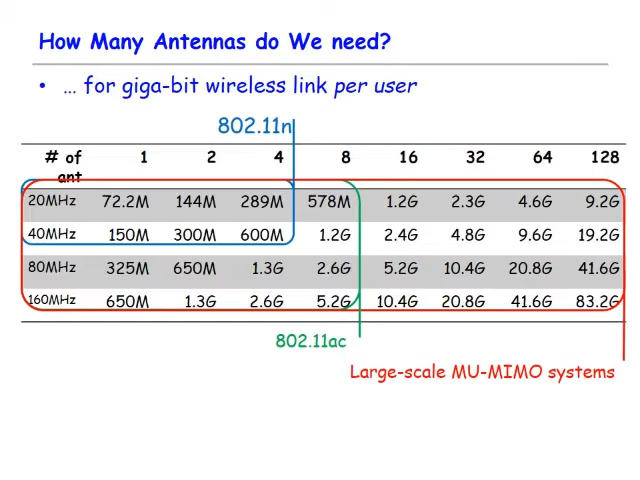 How Many Antennas do We need?
• … for giga-bit wireless link per user
802.11n
# of ant 1 2 4 8 16 32 64 128
20MHz 72.2M 144M 289M 578M 1.2G 2.3G 4.6G 9.2G
40MHz 150M 300M 600M 1.2G 2.4G 4.8G 9.6G 19.2G
80MHz 325M 650M 1.3G 2.6G 5.2G 10.4G 20.8G 41.6G
160MHz 650M 1.3G 2.6G 5.2G 10.4G 20.8G 41.6G 83.2G
802.11ac
Large-scale MU-MIMO systems